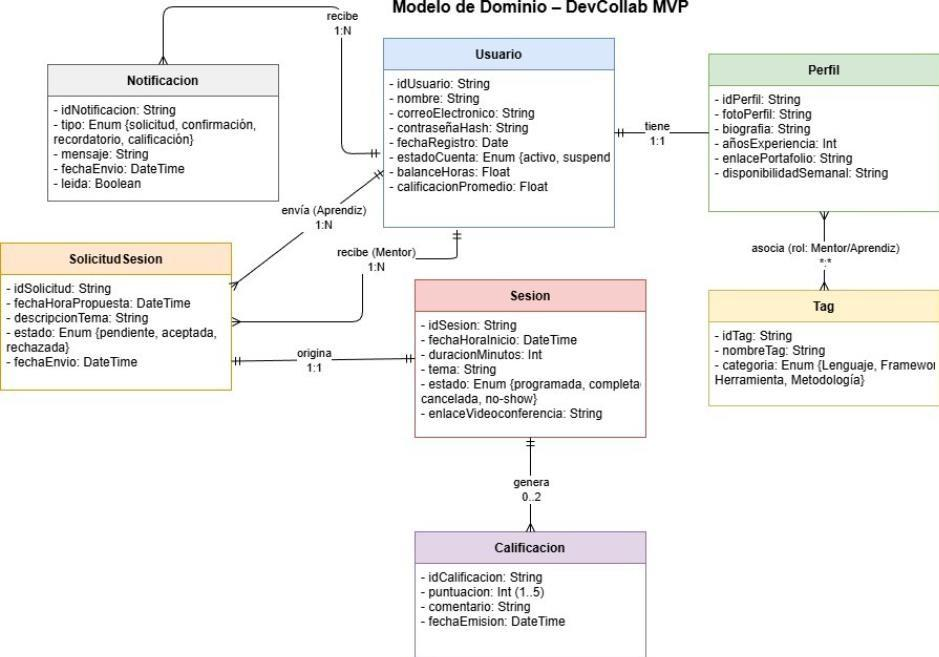 Modelo de Dominio – DevCollab MVP
recibe
1:N
Notificacion
- idNotificacion: String
- tipo: Enum {solicitud, confirmación,
recordatorio, calificación}
- mensaje: String
- fechaEnvio: DateTime
- leida: Boolean
Usuario
- idUsuario: String
- nombre: String
- correoElectronico: String
- contraseñaHash: String
- fechaRegistro: Date
- estadoCuenta: Enum {activo, suspend
- balanceHoras: Float
- calificacionPromedio: Float
tiene
1:1
Perfil
- idPerfil: String
- fotoPerfil: String
- biografia: String
- añosExperiencia: Int
- enlacePortafolio: String
- disponibilidadSemanal: String
envía (Aprendiz)
1:N
recibe (Mentor)
1:N
asocia (rol: Mentor/Aprendiz)
*:*
SolicitudSesion
- idSolicitud: String
- fechaHoraPropuesta: DateTime
- descripcionTema: String
- estado: Enum {pendiente, aceptada,
rechazada}
- fechaEnvio: DateTime
origina
1:1
Sesion
- idSesion: String
- fechaHoraInicio: DateTime
- duracionMinutos: Int
- tema: String
- estado: Enum {programada, completa
cancelada, no-show}
- enlaceVideoconferencia: String
Tag
- idTag: String
- nombreTag: String
- categoria: Enum {Lenguaje, Framewor
Herramienta, Metodología}
genera
0..2
Calificacion
- idCalificacion: String
- puntuacion: Int (1..5)
- comentario: String
- fechaEmision: DateTime